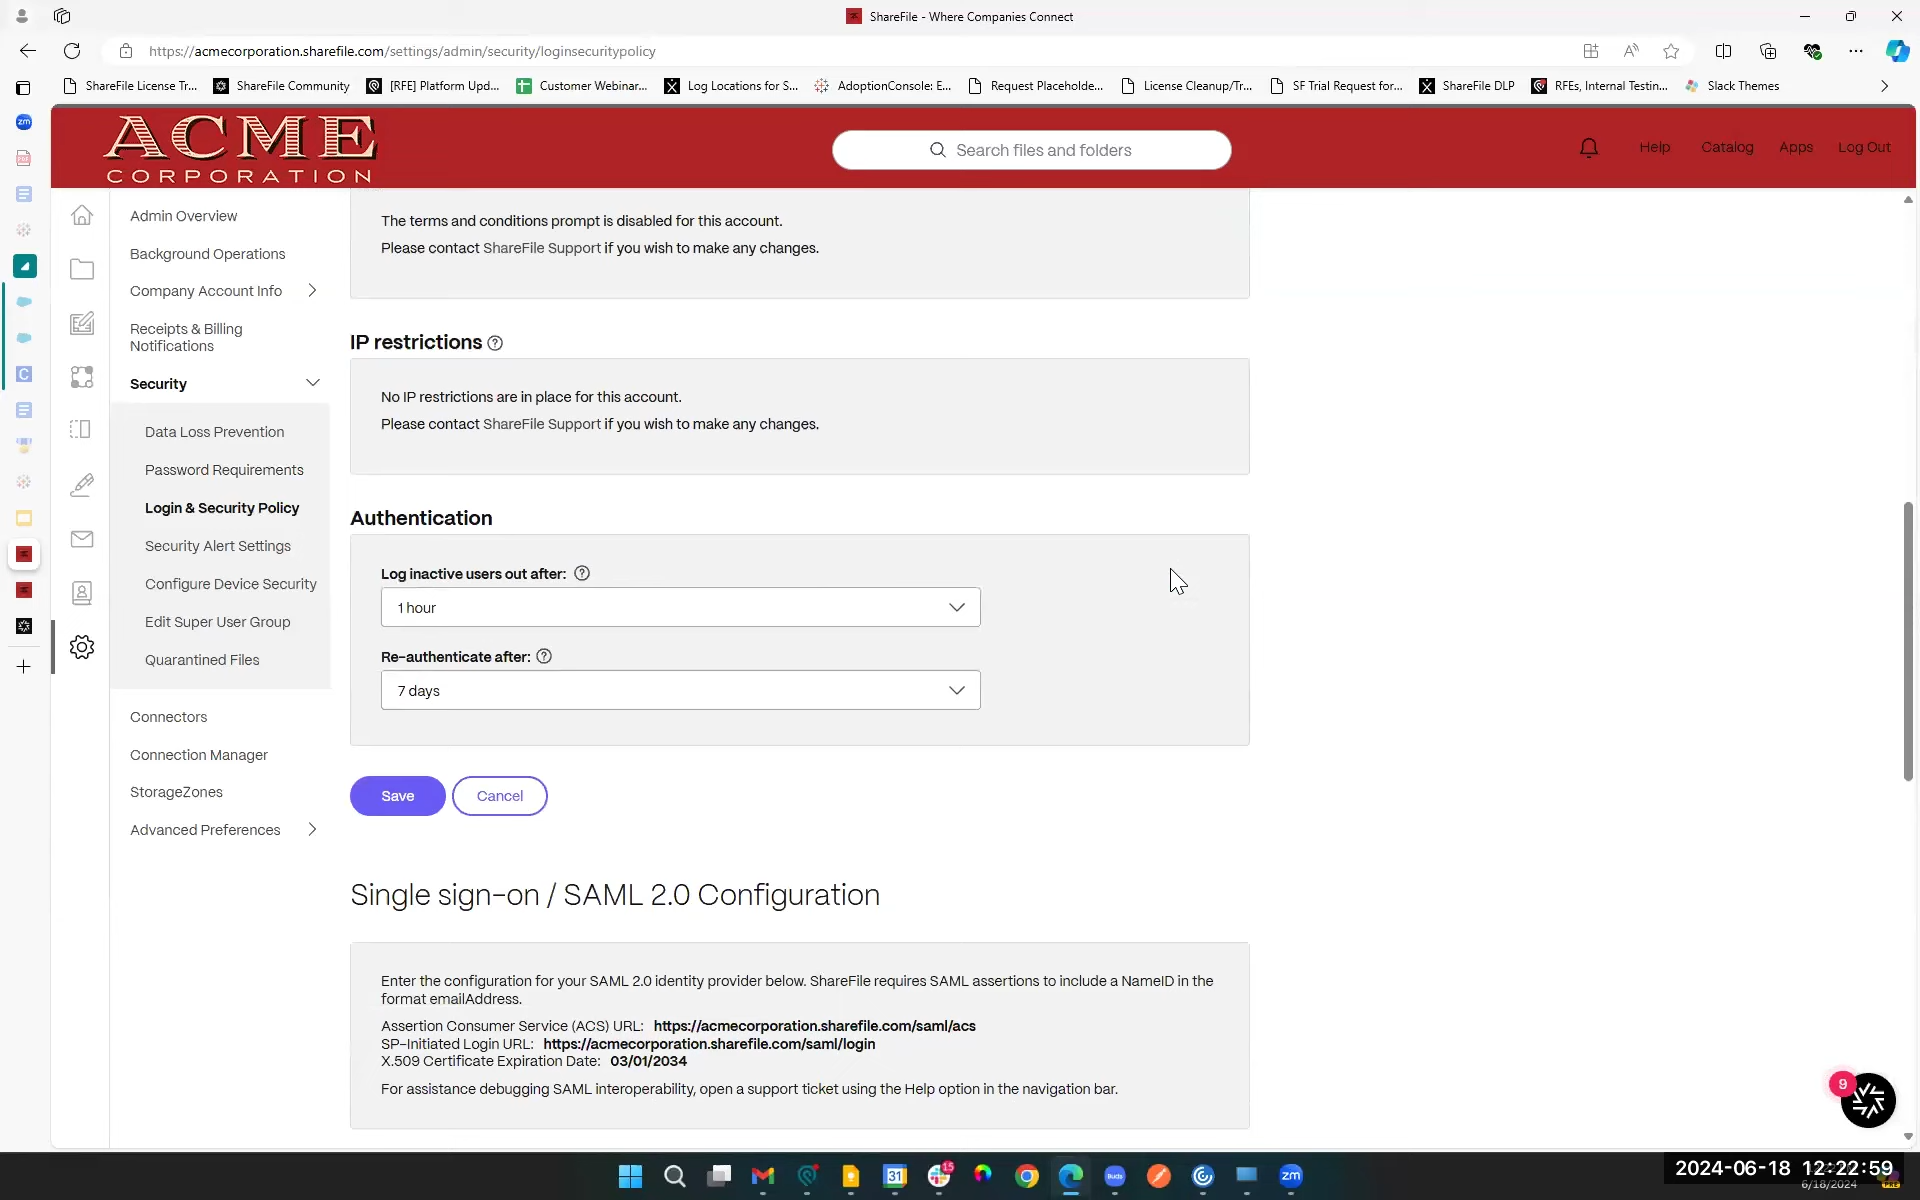 ShareFile - Where Companies Connect
https://acmecorporation.sharefile.com/settings/admin/security/loginsecuritypolicy
ShareFile License Tr...
ShareFile Community
[RFE] Platform Upd...
Customer Webinar...
Log Locations for S...
AdoptionConsole: E...
Request Placeholde...
License Cleanup/Tr...
SF Trial Request for...
ShareFile DLP
RFEs, Internal Testin...
Slack Themes
ACME
CORPORATION
Search files and folders
Help
Catalog
Apps
Log Out
Admin Overview
Background Operations
Company Account Info
Receipts & Billing
Notifications
Security
Data Loss Prevention
Password Requirements
Login & Security Policy
Security Alert Settings
Configure Device Security
Edit Super User Group
Quarantined Files
Connectors
Connection Manager
StorageZones
Advanced Preferences
The terms and conditions prompt is disabled for this account.
Please contact ShareFile Support if you wish to make any changes.
IP restrictions
No IP restrictions are in place for this account.
Please contact ShareFile Support if you wish to make any changes.
Authentication
Log inactive users out after:
1 hour
Re-authenticate after:
7 days
Save
Cancel
Single sign-on / SAML 2.0 Configuration
Enter the configuration for your SAML 2.0 identity provider below. ShareFile requires SAML assertions to include a NameID in the
format emailAddress.
Assertion Consumer Service (ACS) URL: https://acmecorporation.sharefile.com/saml/acs
SP-Initiated Login URL: https://acmecorporation.sharefile.com/saml/login
X.509 Certificate Expiration Date: 03/01/2034
For assistance debugging SAML interoperability, open a support ticket using the Help option in the navigation bar.
9
zm
C
31
15
zm
2024-06-18 12:22:59
6/18/2024